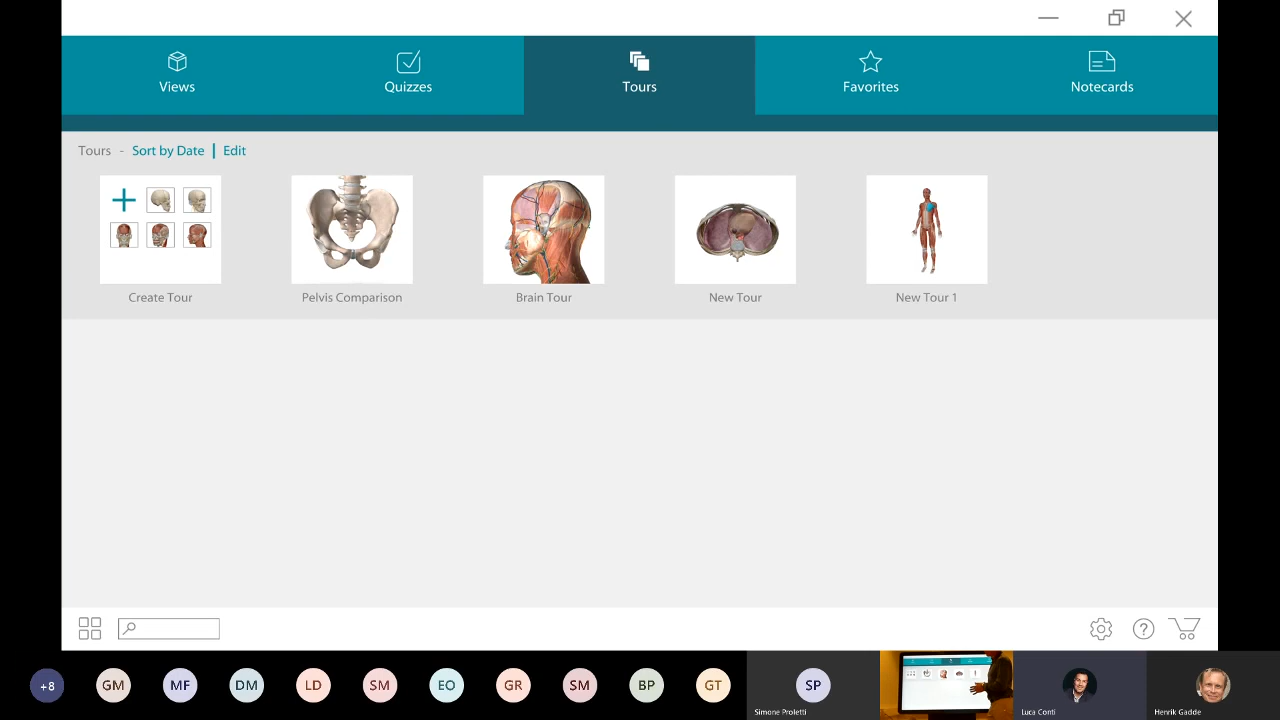 Views
Quizzes
Tours
Favorites
Notecards
Tours - Sort by Date | Edit
Create Tour
Pelvis Comparison
Brain Tour
New Tour
New Tour 1
+8
GM
MF
DM
LD
SM
EO
GR
SM
BP
GT
SP
Simone Proletti
Luca Conti
Henrik Gadde